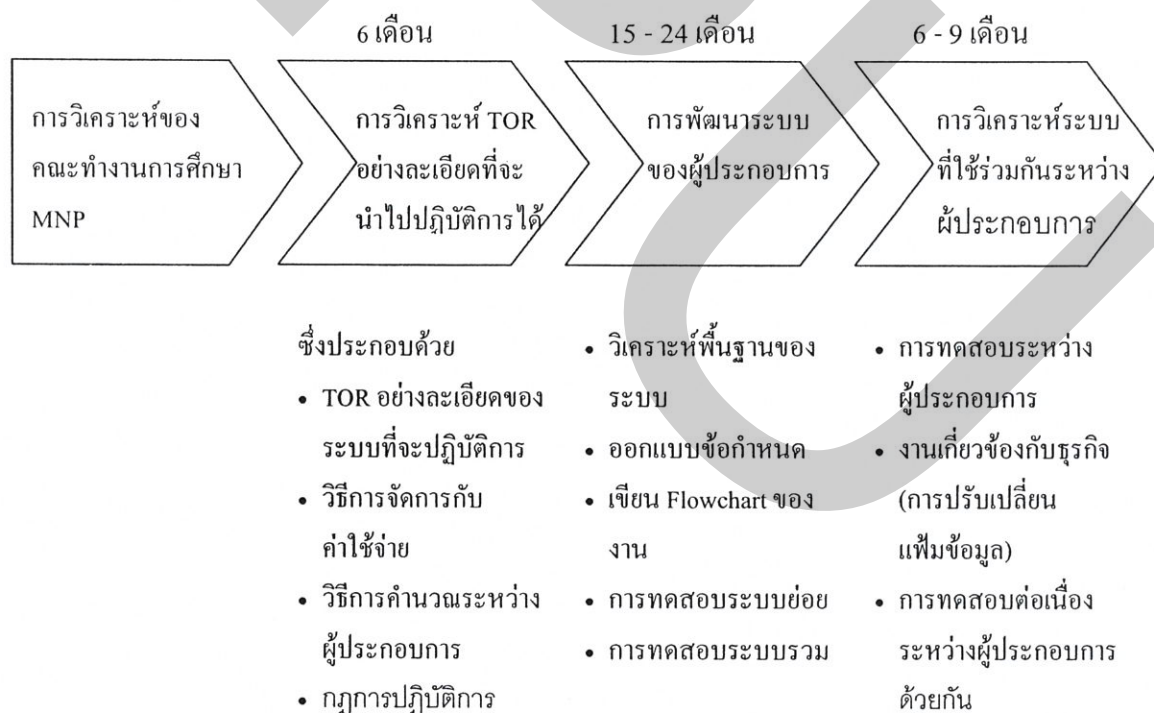 6 เดือน
15 - 24 เดือน
6 - 9 เดือน
การวิเคราะห์ของ
คณะทำงานการศึกษา
MNP
การวิเคราะห์ TOR
อย่างละเอียดที่จะ
นำไปปฏิบัติการได้
การพัฒนาระบบ
ของผู้ประกอบการ
การวิเคราะห์ระบบ
ที่ใช้ร่วมกันระหว่าง
ผู้ประกอบการ
ซึ่งประกอบด้วย
• TOR อย่างละเอียดของ
ระบบที่จะปฏิบัติการ
• วิธีการจัดการกับ
ค่าใช้จ่าย
• วิธีการคำนวณระหว่าง
ผู้ประกอบการ
• กฎการปฏิบัติการ
• วิเคราะห์พื้นฐานของ
ระบบ
• ออกแบบข้อกำหนด
• เขียน Flowchart ของ
งาน
• การทดสอบระบบย่อย
• การทดสอบระบบรวม
• การทดสอบระหว่าง
ผู้ประกอบการ
• งานเกี่ยวข้องกับธุรกิจ
(การปรับเปลี่ยน
แฟ้มข้อมูล)
• การทดสอบต่อเนื่อง
ระหว่างผู้ประกอบการ
ด้วยกัน